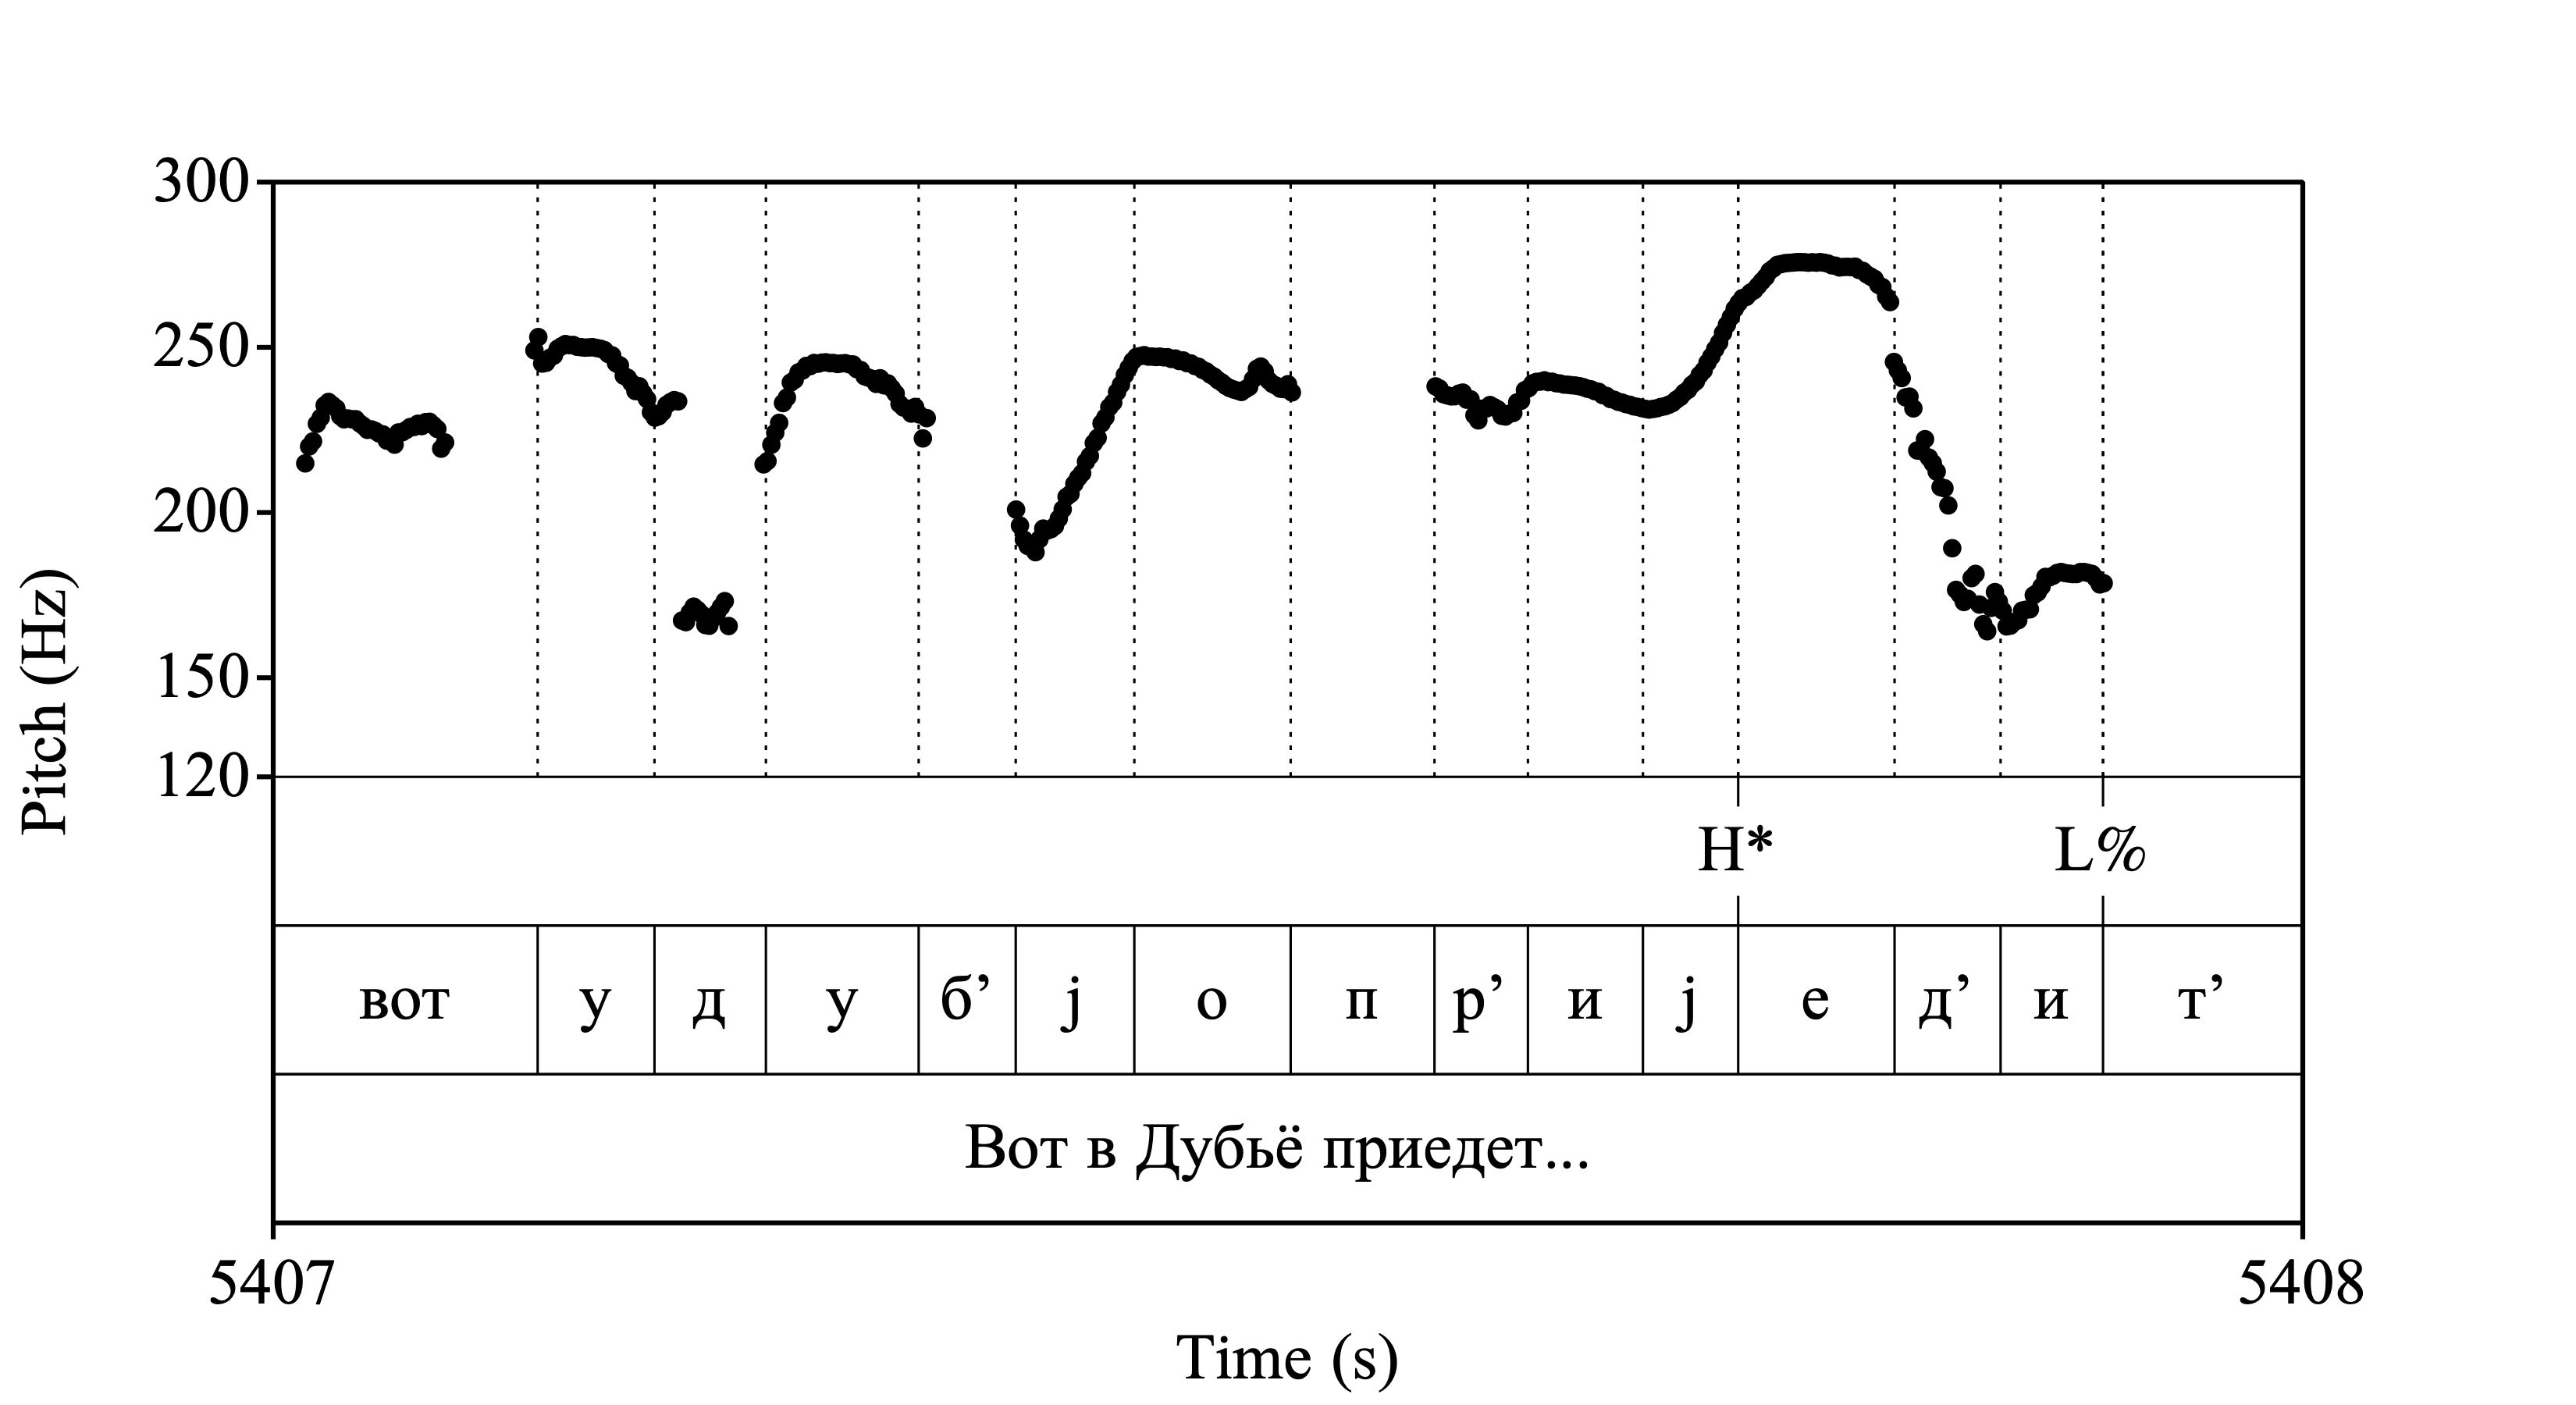 300
250
200
150
120
Pitch (Hz)
H* L%
вот у д у б’ j о п р’ и j е д’ и т’
Вот в Дубьё приедет...
5407 5408
Time (s)